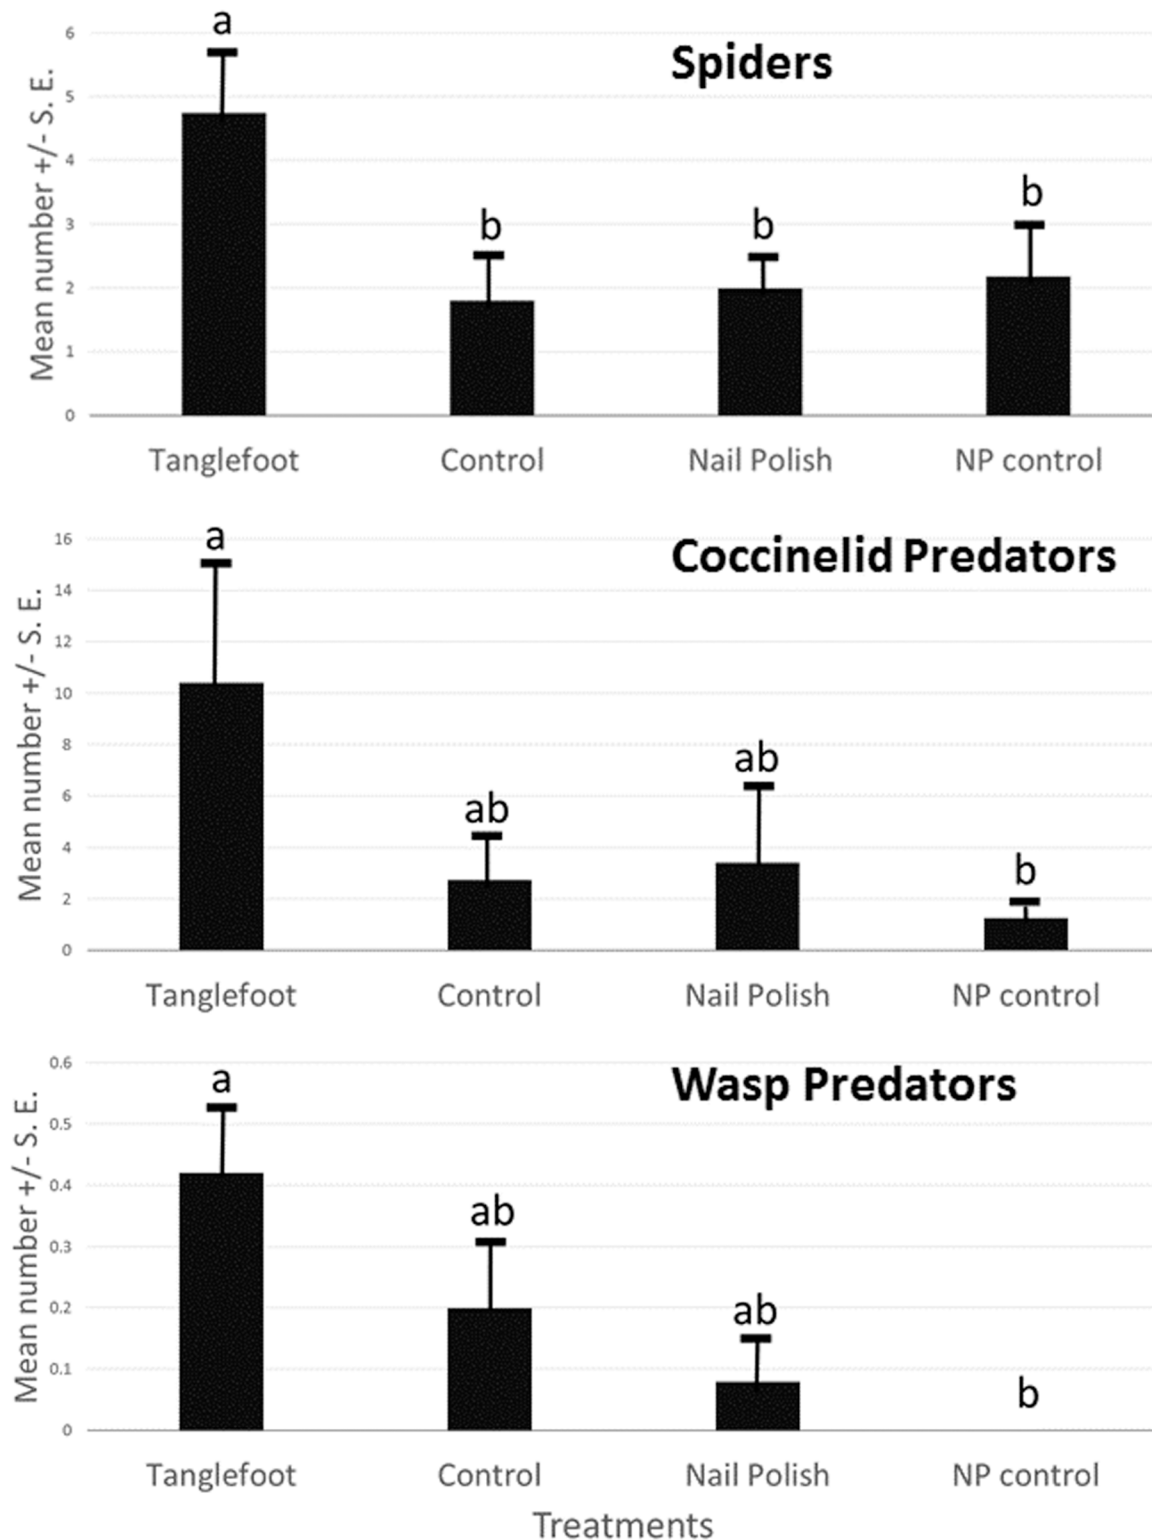 Spiders
Mean number +/- S. E.
6
5
4
3
2
1
0
a
b
b
b
Tanglefoot Control Nail Polish NP control
Coccinelid Predators
Mean number +/- S. E.
16
14
12
10
8
6
4
2
0
a
ab
ab
b
Tanglefoot Control Nail Polish NP control
Wasp Predators
Mean number +/- S. E.
0.6
0.5
0.4
0.3
0.2
0.1
0
a
ab
ab
b
Tanglefoot Control Nail Polish NP control
Treatments